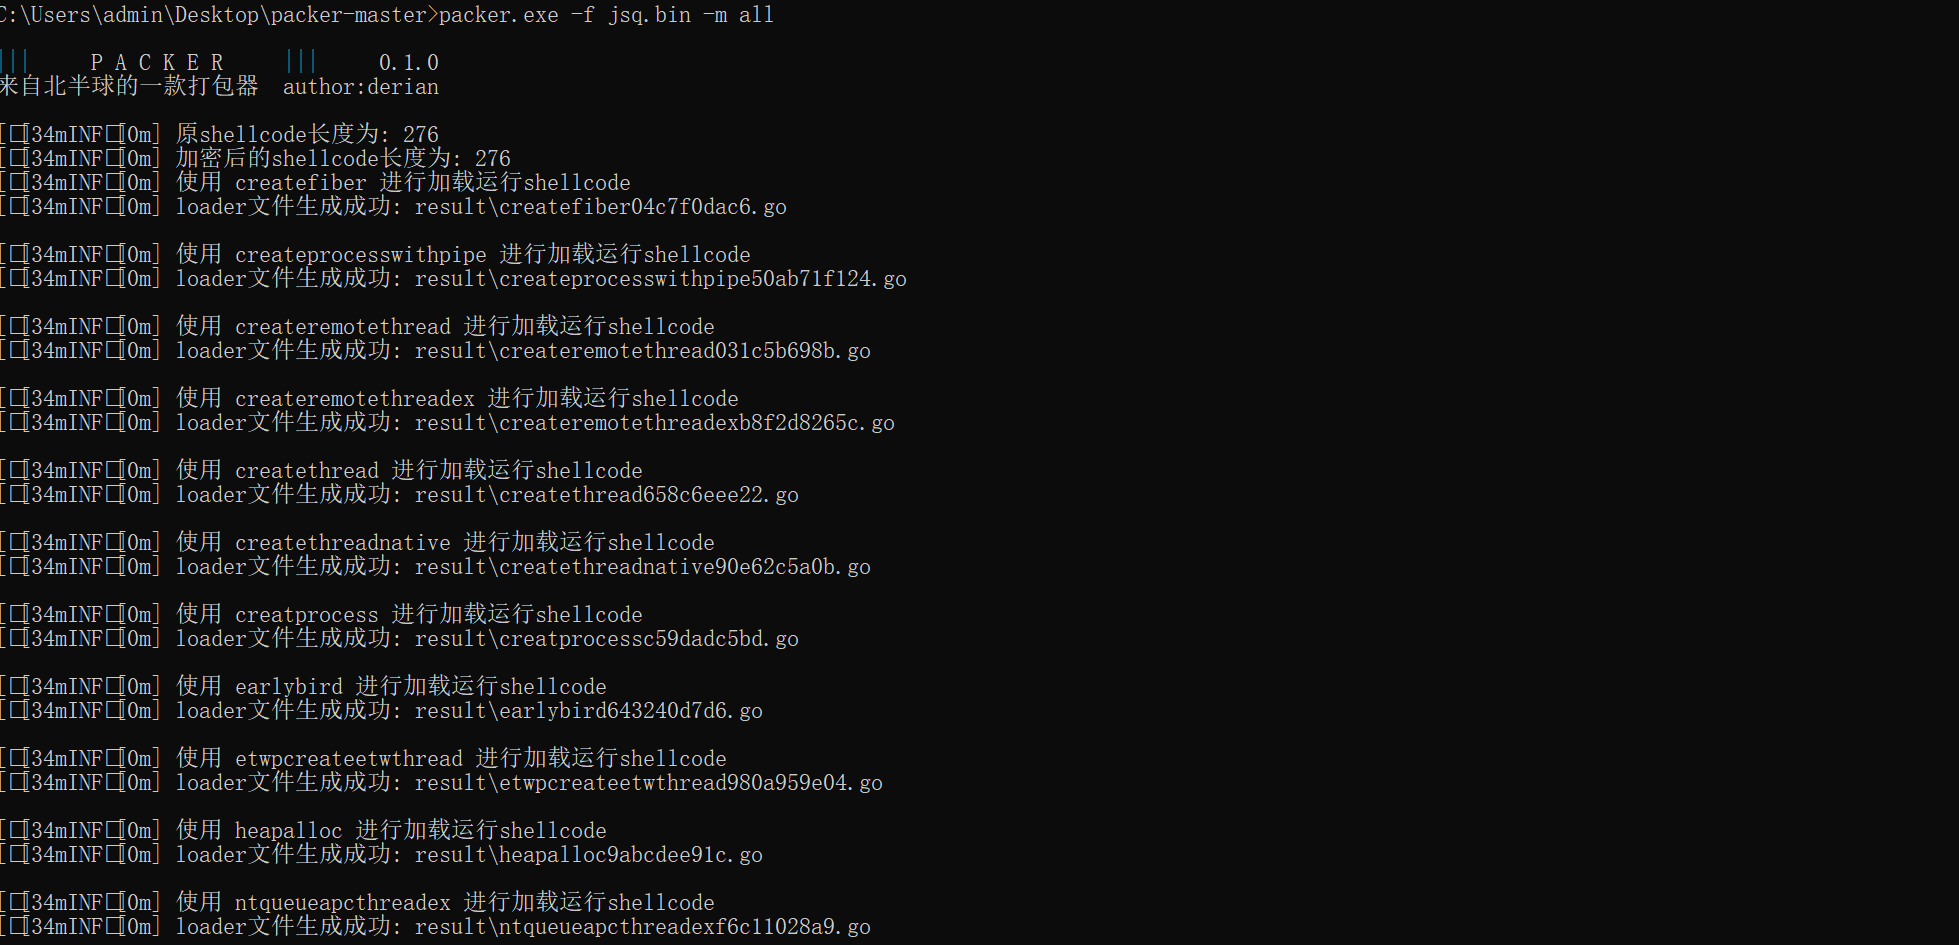 C:\Users\admin\Desktop\packer-master>packer.exe -f jsq.bin -m all
||| P A C K E R ||| 0.1.0
来自北半球的一款打包器 author:derian
[□[34mINF□[0m] 原shellcode长度为: 276
[□[34mINF□[0m] 加密后的shellcode长度为: 276
[□[34mINF□[0m] 使用 createfiber 进行加载运行shellcode
[□[34mINF□[0m] loader文件生成成功: result\createfiber04c7f0dac6.go
[□[34mINF□[0m] 使用 createprocesswithpipe 进行加载运行shellcode
[□[34mINF□[0m] loader文件生成成功: result\createprocesswithpipe50ab71f124.go
[□[34mINF□[0m] 使用 createremotethread 进行加载运行shellcode
[□[34mINF□[0m] loader文件生成成功: result\createremotethread031c5b698b.go
[□[34mINF□[0m] 使用 createremotethreadex 进行加载运行shellcode
[□[34mINF□[0m] loader文件生成成功: result\createremotethreadexb8f2d8265c.go
[□[34mINF□[0m] 使用 createthread 进行加载运行shellcode
[□[34mINF□[0m] loader文件生成成功: result\createthread658c6eee22.go
[□[34mINF□[0m] 使用 createthreadnative 进行加载运行shellcode
[□[34mINF□[0m] loader文件生成成功: result\createthreadnative90e62c5a0b.go
[□[34mINF□[0m] 使用 creatprocess 进行加载运行shellcode
[□[34mINF□[0m] loader文件生成成功: result\creatprocessc59dadc5bd.go
[□[34mINF□[0m] 使用 earlybird 进行加载运行shellcode
[□[34mINF□[0m] loader文件生成成功: result\earlybird643240d7d6.go
[□[34mINF□[0m] 使用 etwpcreateetwthread 进行加载运行shellcode
[□[34mINF□[0m] loader文件生成成功: result\etwpcreateetwthread980a959e04.go
[□[34mINF□[0m] 使用 heapalloc 进行加载运行shellcode
[□[34mINF□[0m] loader文件生成成功: result\heapalloc9abcdee91c.go
[□[34mINF□[0m] 使用 ntqueueapcthreadex 进行加载运行shellcode
[□[34mINF□[0m] loader文件生成成功: result\ntqueueapcthreadexf6c11028a9.go